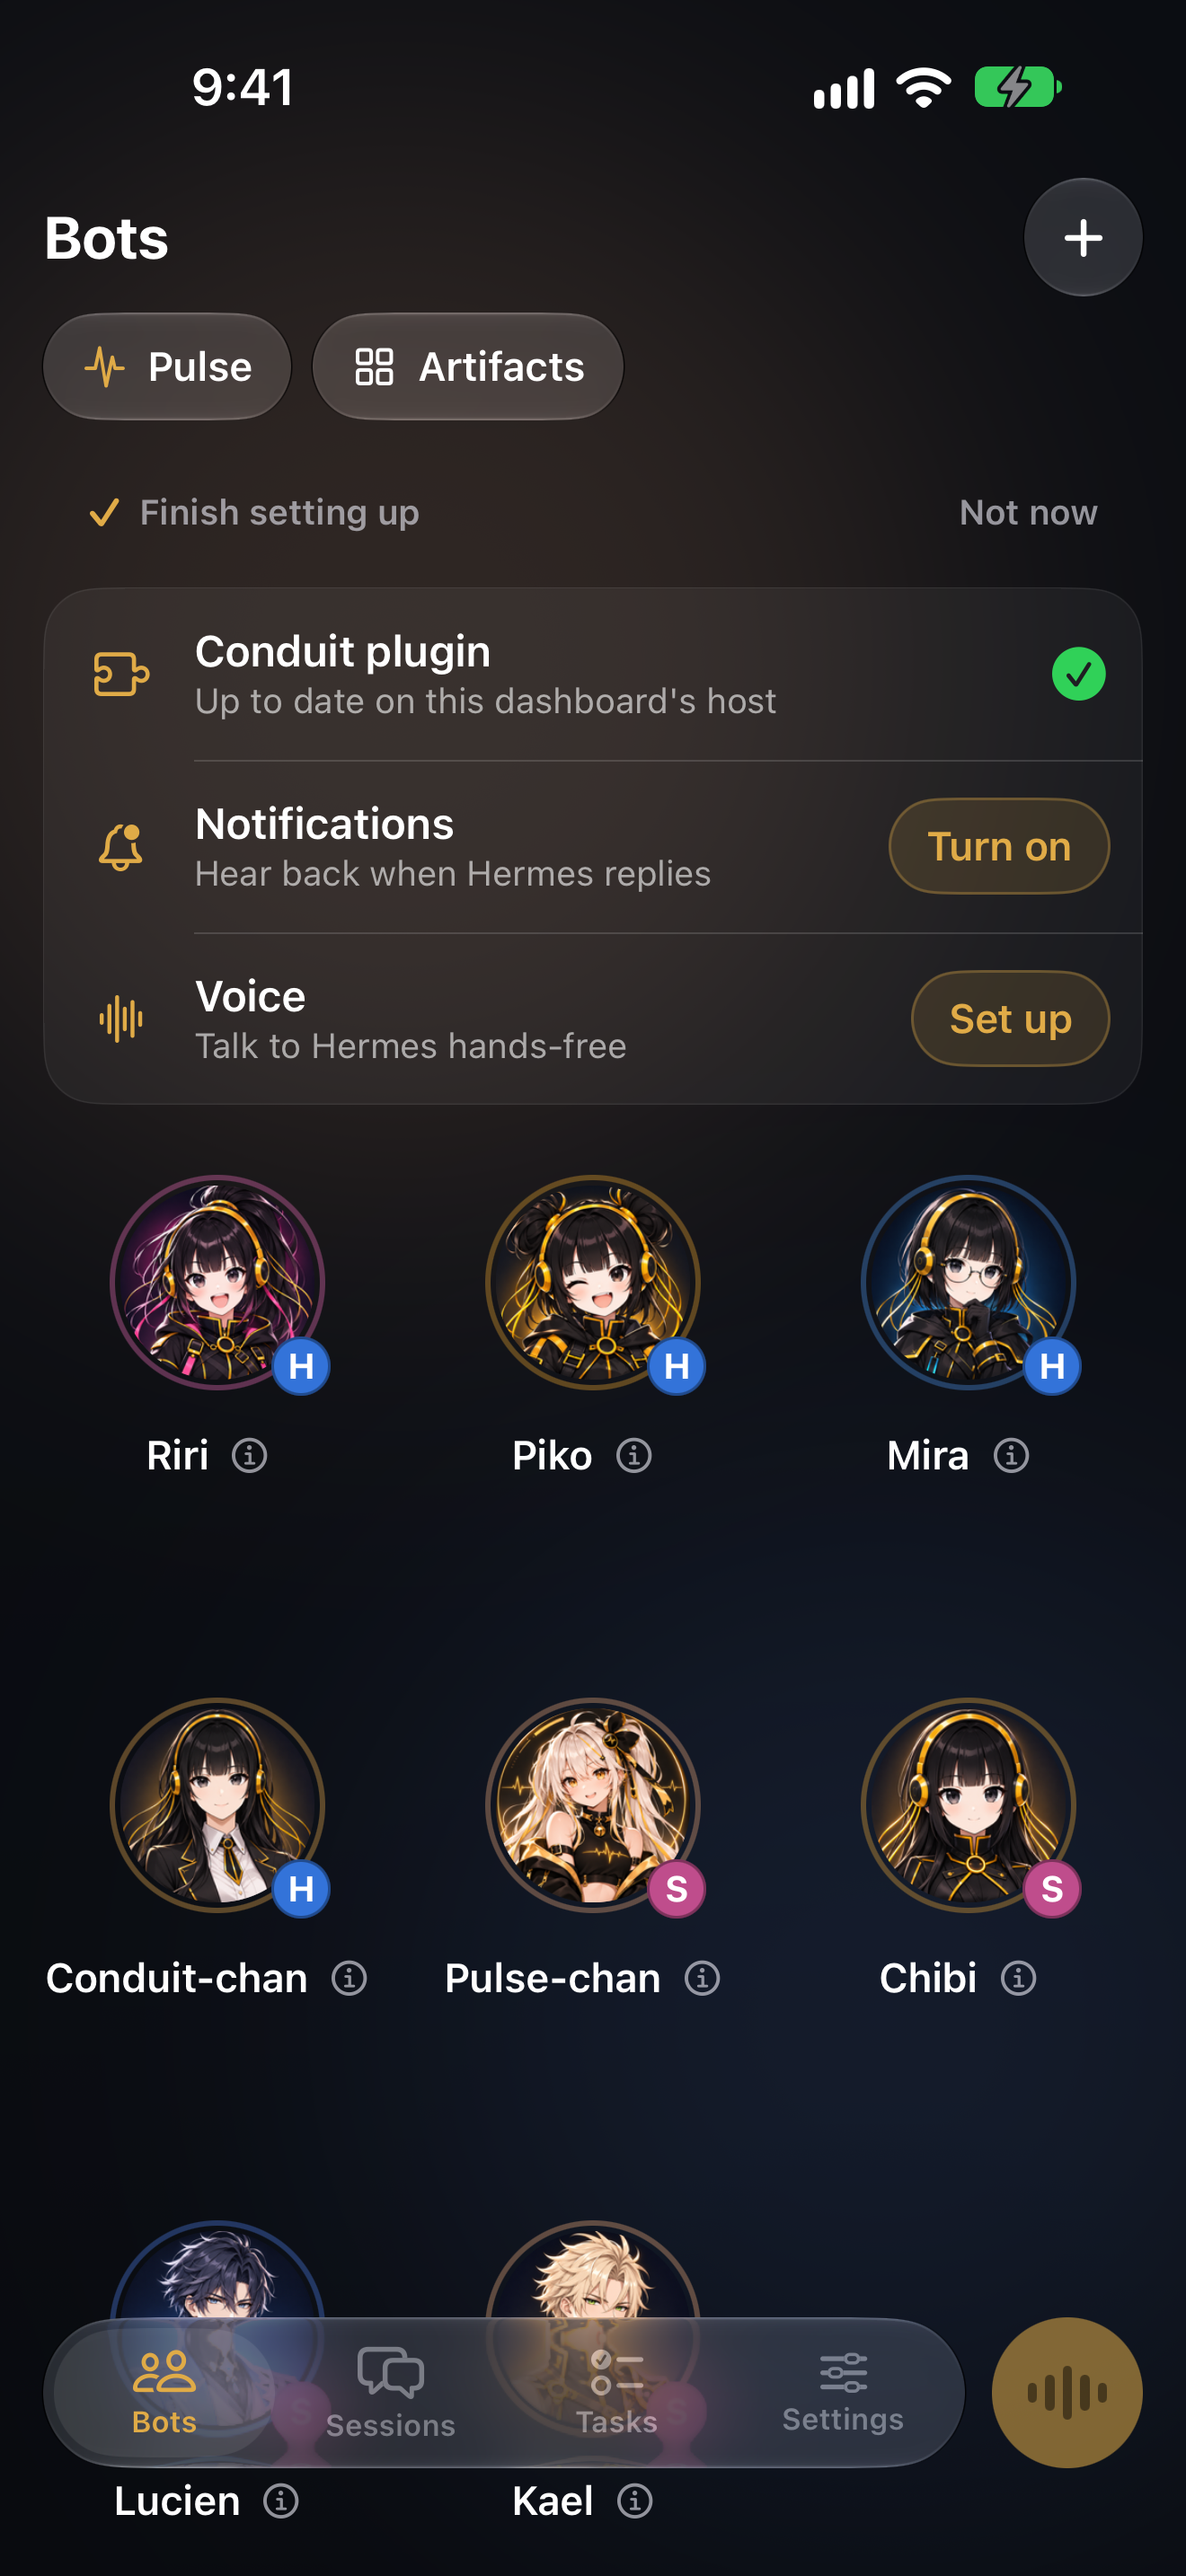 9:41
Bots
Pulse
Artifacts
Finish setting up
Not now
Conduit plugin
Up to date on this dashboard's host
Notifications
Hear back when Hermes replies
Turn on
Voice
Talk to Hermes hands-free
Set up
H
H
H
Riri
Piko
Mira
H
S
S
Conduit-chan
Pulse-chan
Chibi
S
S
Bots
Sessions
Tasks
Settings
Lucien
Kael